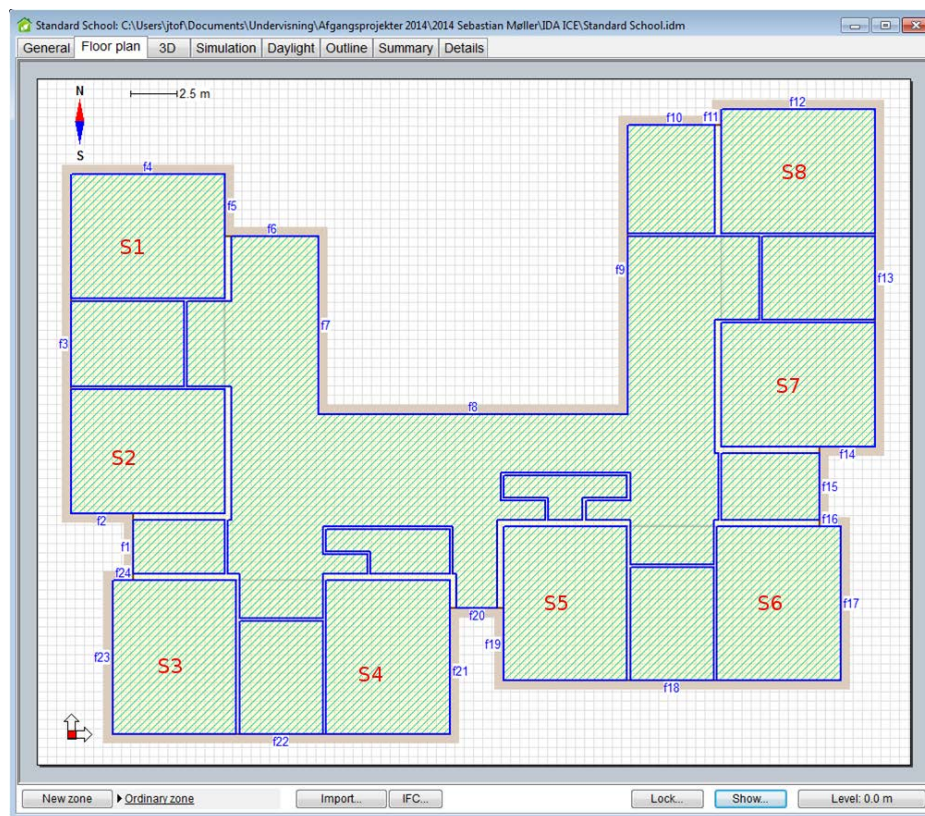 Standard School: C:\Users\jtof\Documents\Undervisning\Afgangsprojekter 2014\2014 Sebastian Møller\IDA ICE\Standard School.idm
General Floor plan 3D Simulation Daylight Outline Summary Details
N
2.5 m
S
f12
f10 f11
f4
S8
f5
f6
S1
f9 f13
f7
f3
S7
f8
S2
f14
f15
f2 f16
f1
f24
S5 S6 f17
f20
f23 f19
S3 S4 f21
f18
f22
New zone Ordinary zone Import... IFC... Lock... Show... Level: 0.0 m